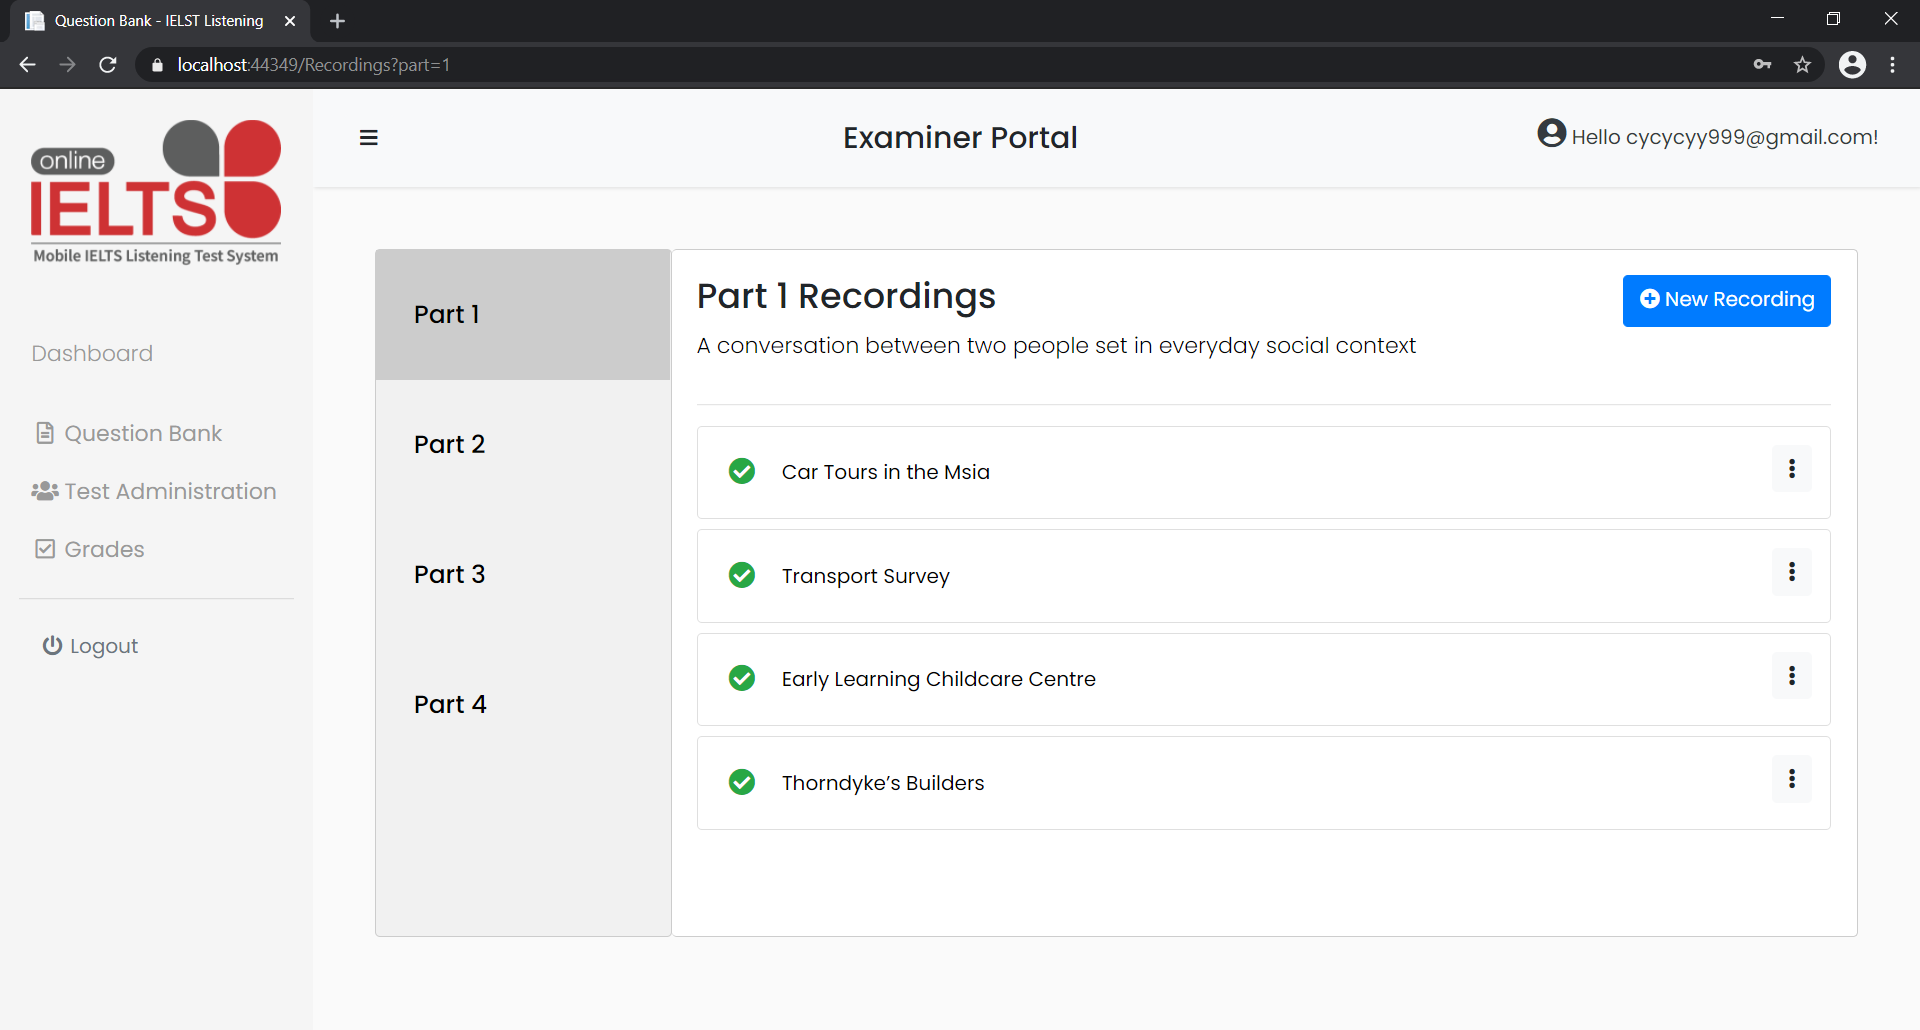 Question Bank - IELST Listening
localhost:44349/Recordings?part=1
online
IELTS
Mobile IELTS Listening Test System
Examiner Portal
Hello cycycyy999@gmail.com!
Dashboard
Question Bank
Test Administration
Grades
Logout
Part 1
Part 2
Part 3
Part 4
Part 1 Recordings
New Recording
A conversation between two people set in everyday social context
Car Tours in the Msia
Transport Survey
Early Learning Childcare Centre
Thorndyke’s Builders